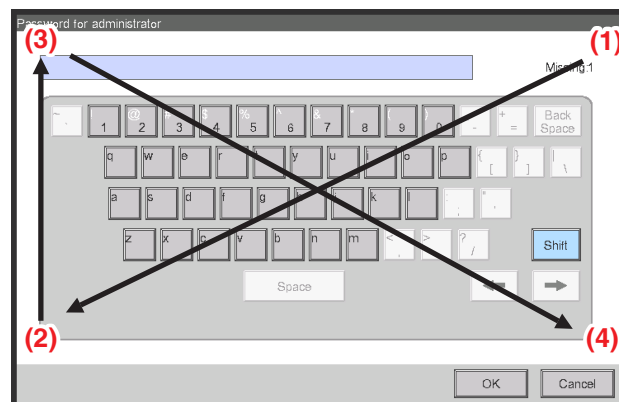 Password for administrator
(3) (1)
Missing:1
~ ! @ # $ % ^ & * ( ) _ + Back
` 1 2 3 4 5 6 7 8 9 0 - = Space
q w e r t y u i o p { [ } ] | \
a s d f g h j k l : ; " '
z x c v b n m < , > . ? / Shift
Space
(2) (4)
OK Cancel